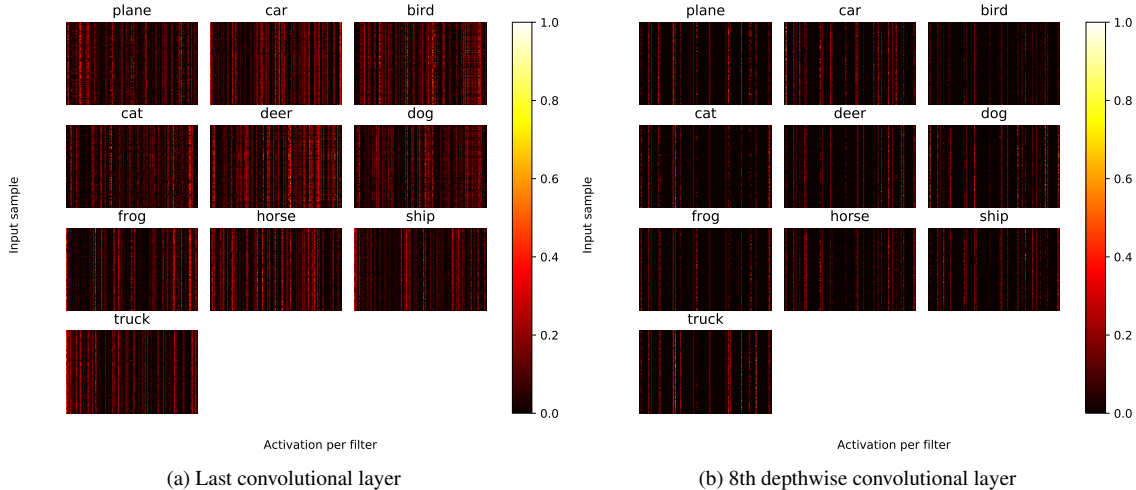 plane car bird
cat deer dog
frog horse ship
truck
Input sample
Activation per filter
0.0
0.2
0.4
0.6
0.8
1.0
(a) Last convolutional layer
plane car bird
cat deer dog
frog horse ship
truck
Input sample
Activation per filter
0.0
0.2
0.4
0.6
0.8
1.0
(b) 8th depthwise convolutional layer